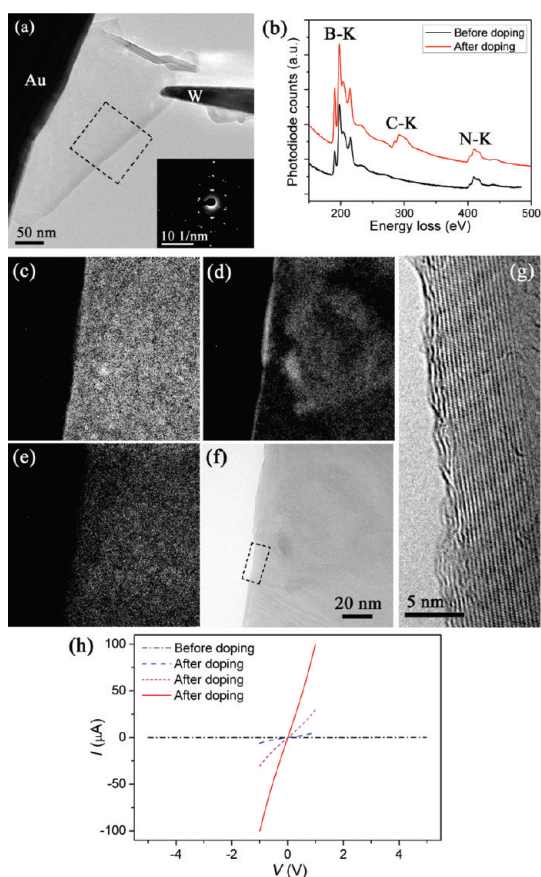 (a)
Au
W
50 nm
10 1/nm
(b)
B-K
C-K
N-K
Before doping
After doping
Photodiode counts (a.u.)
200 300 400 500
Energy loss (eV)
(c)
(d)
(e)
(f)
20 nm
(g)
5 nm
(h)
Before doping
After doping
After doping
After doping
100
50
0
-50
-100
I (μA)
-4 -2 0 2 4
V (V)